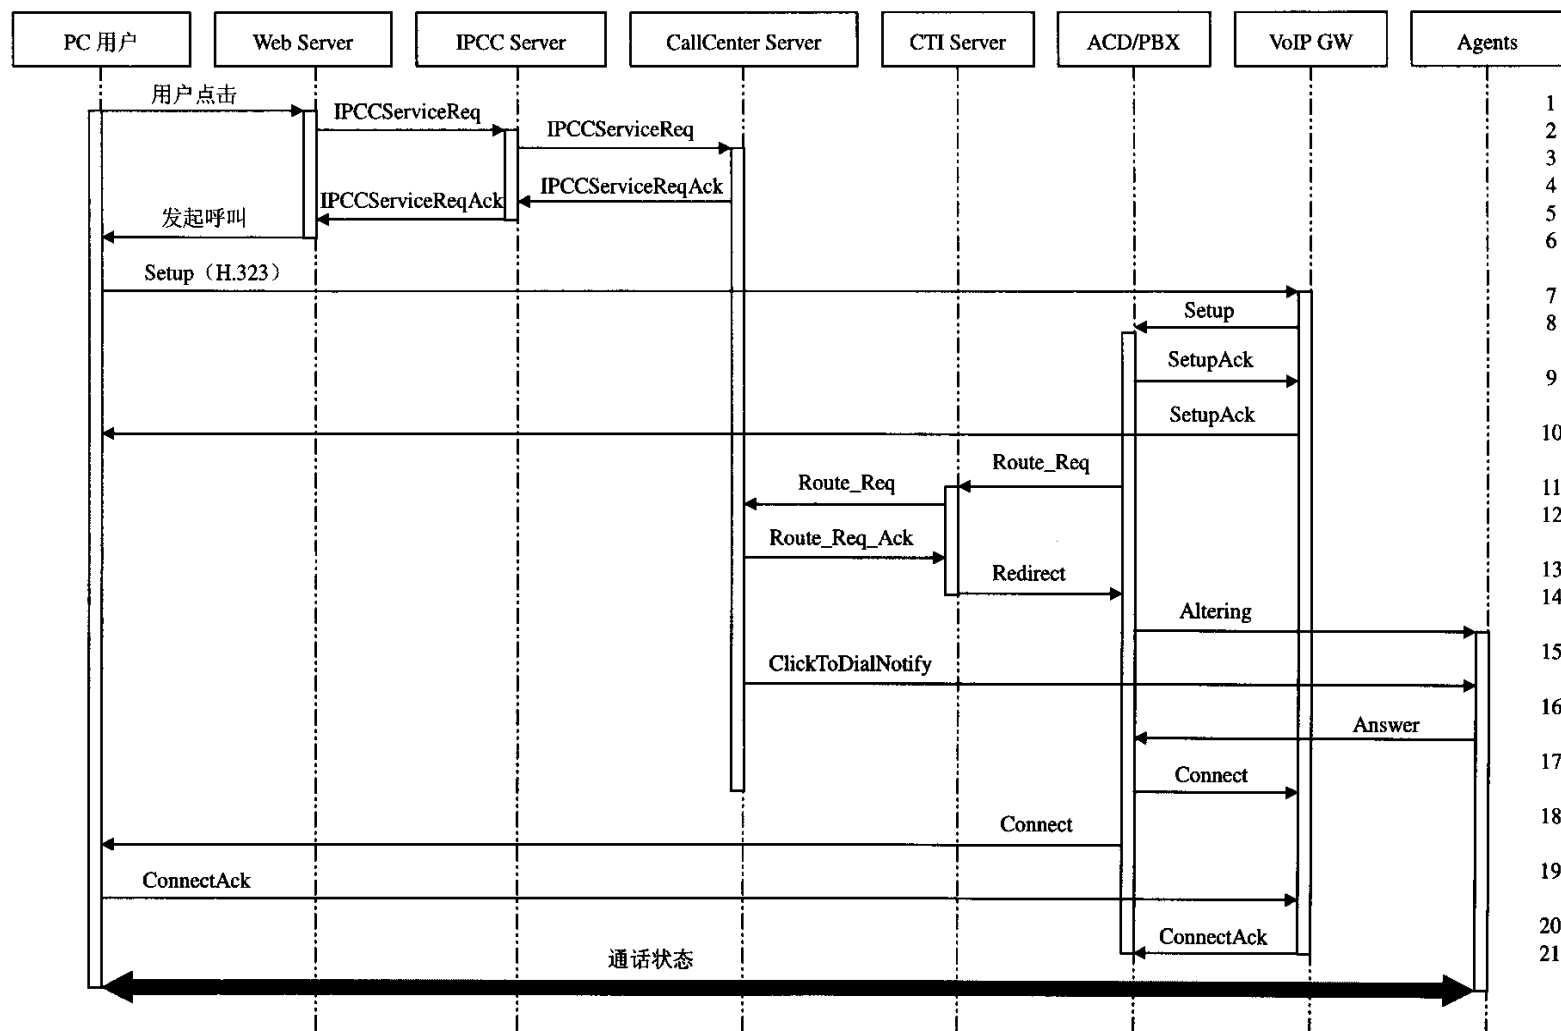 PC 用户
Web Server
IPCC Server
CallCenter Server
CTI Server
ACD/PBX
VoIP GW
Agents
用户点击
1
IPCCServiceReq
2
IPCCServiceReq
3
IPCCServiceReqAck
4
IPCCServiceReqAck
5
发起呼叫
6
Setup（H.323）
7
Setup
8
SetupAck
9
SetupAck
10
Route_Req
11
Route_Req
12
Route_Req_Ack
13
Redirect
14
Altering
15
ClickToDialNotify
16
Answer
17
Connect
18
Connect
19
ConnectAck
20
ConnectAck
21
通话状态